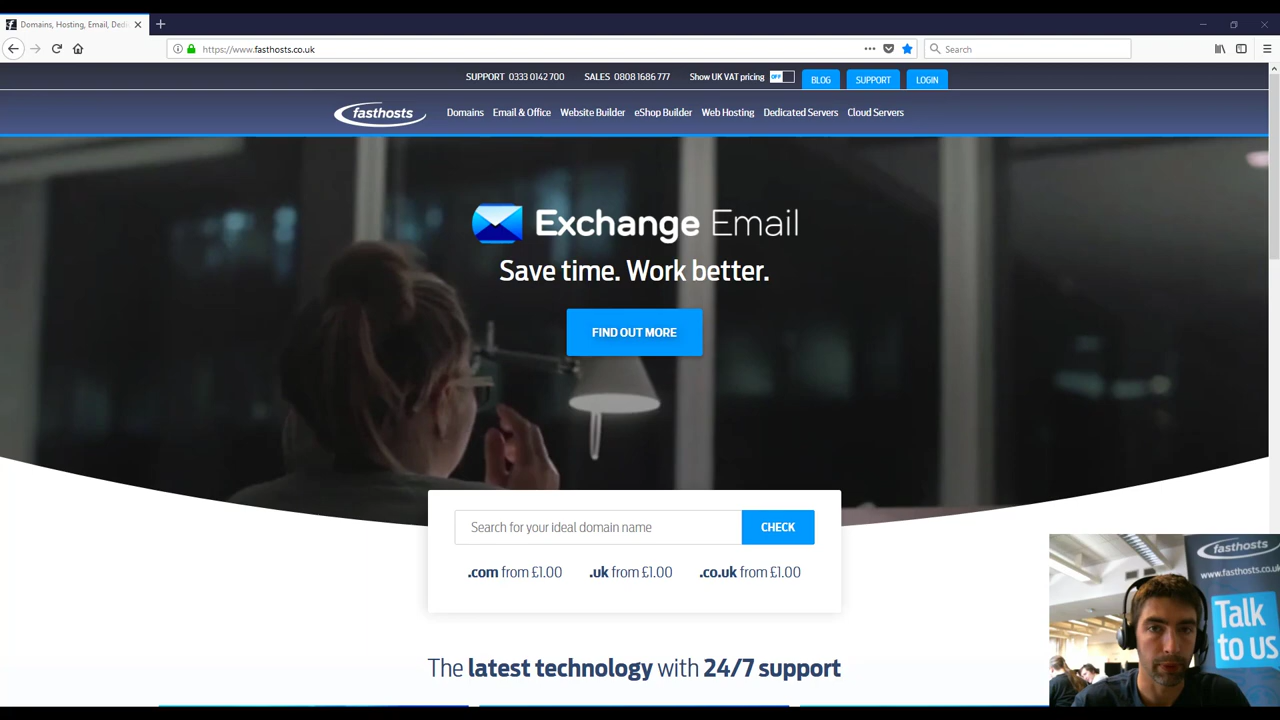 Domains, Hosting, Email, Dedi
https://www.fasthosts.co.uk
Search
SUPPORT 0333 0142 700 SALES 0808 1686 777 Show UK VAT pricing OFF BLOG SUPPORT LOGIN
fasthosts Domains Email & Office Website Builder eShop Builder Web Hosting Dedicated Servers Cloud Servers
Exchange Email
Save time. Work better.
FIND OUT MORE
Search for your ideal domain name CHECK
.com from £1.00 .uk from £1.00 .co.uk from £1.00
The latest technology with 24/7 support
fasthosts
www.fasthosts.co.uk
Talk
to us